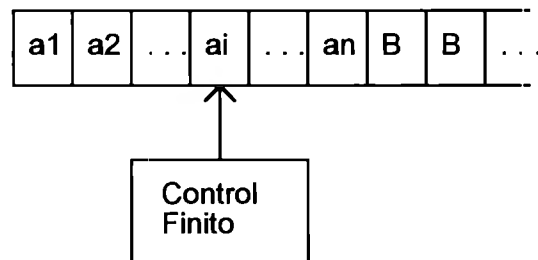 a1 a2 . . . ai . . . an B B . . .
Control
Finito